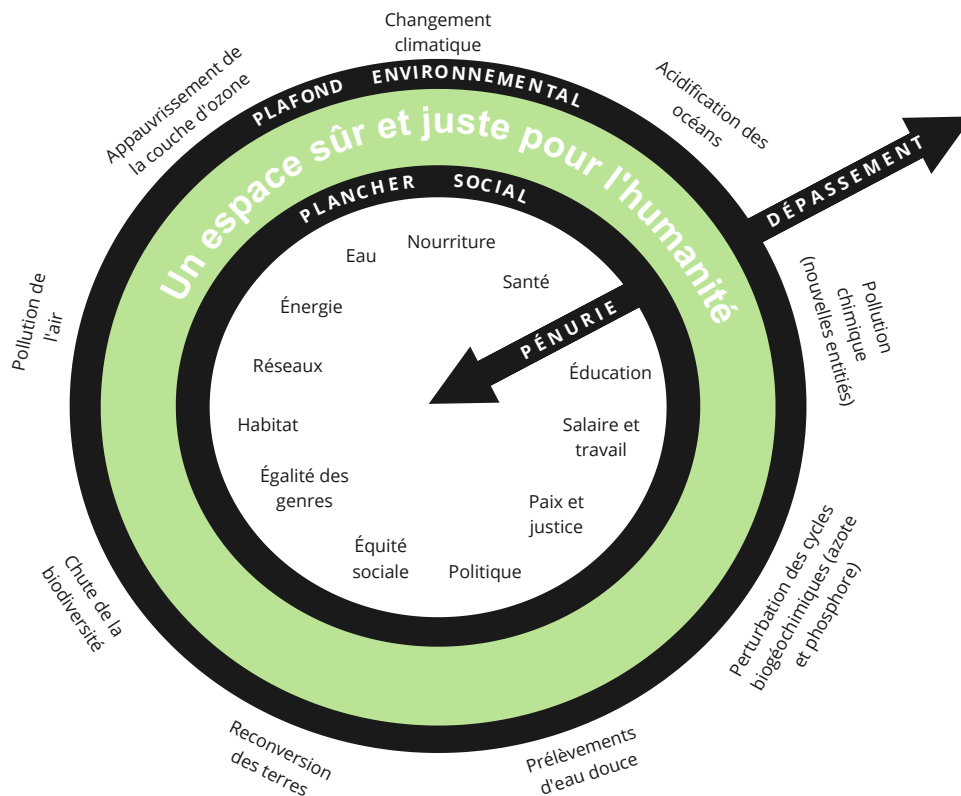 Changement
climatique
Acidification des
océans
Pollution
chimique
(nouvelles entitiés)
Perturbation des cycles
biogéochimiques (azote
et phosphore)
Prélèvements
d'eau douce
Reconversion
des terres
Chute de la
biodiversité
Pollution de
l'air
Appauvrissement de
la couche d'ozone
PLAFOND ENVIRONNEMENTAL
Un espace sûr et juste pour l'humanité
PLANCHER SOCIAL
DÉPASSEMENT
PÉNURIE
Nourriture
Santé
Éducation
Salaire et
travail
Paix et
justice
Politique
Équité
sociale
Égalité des
genres
Habitat
Réseaux
Énergie
Eau